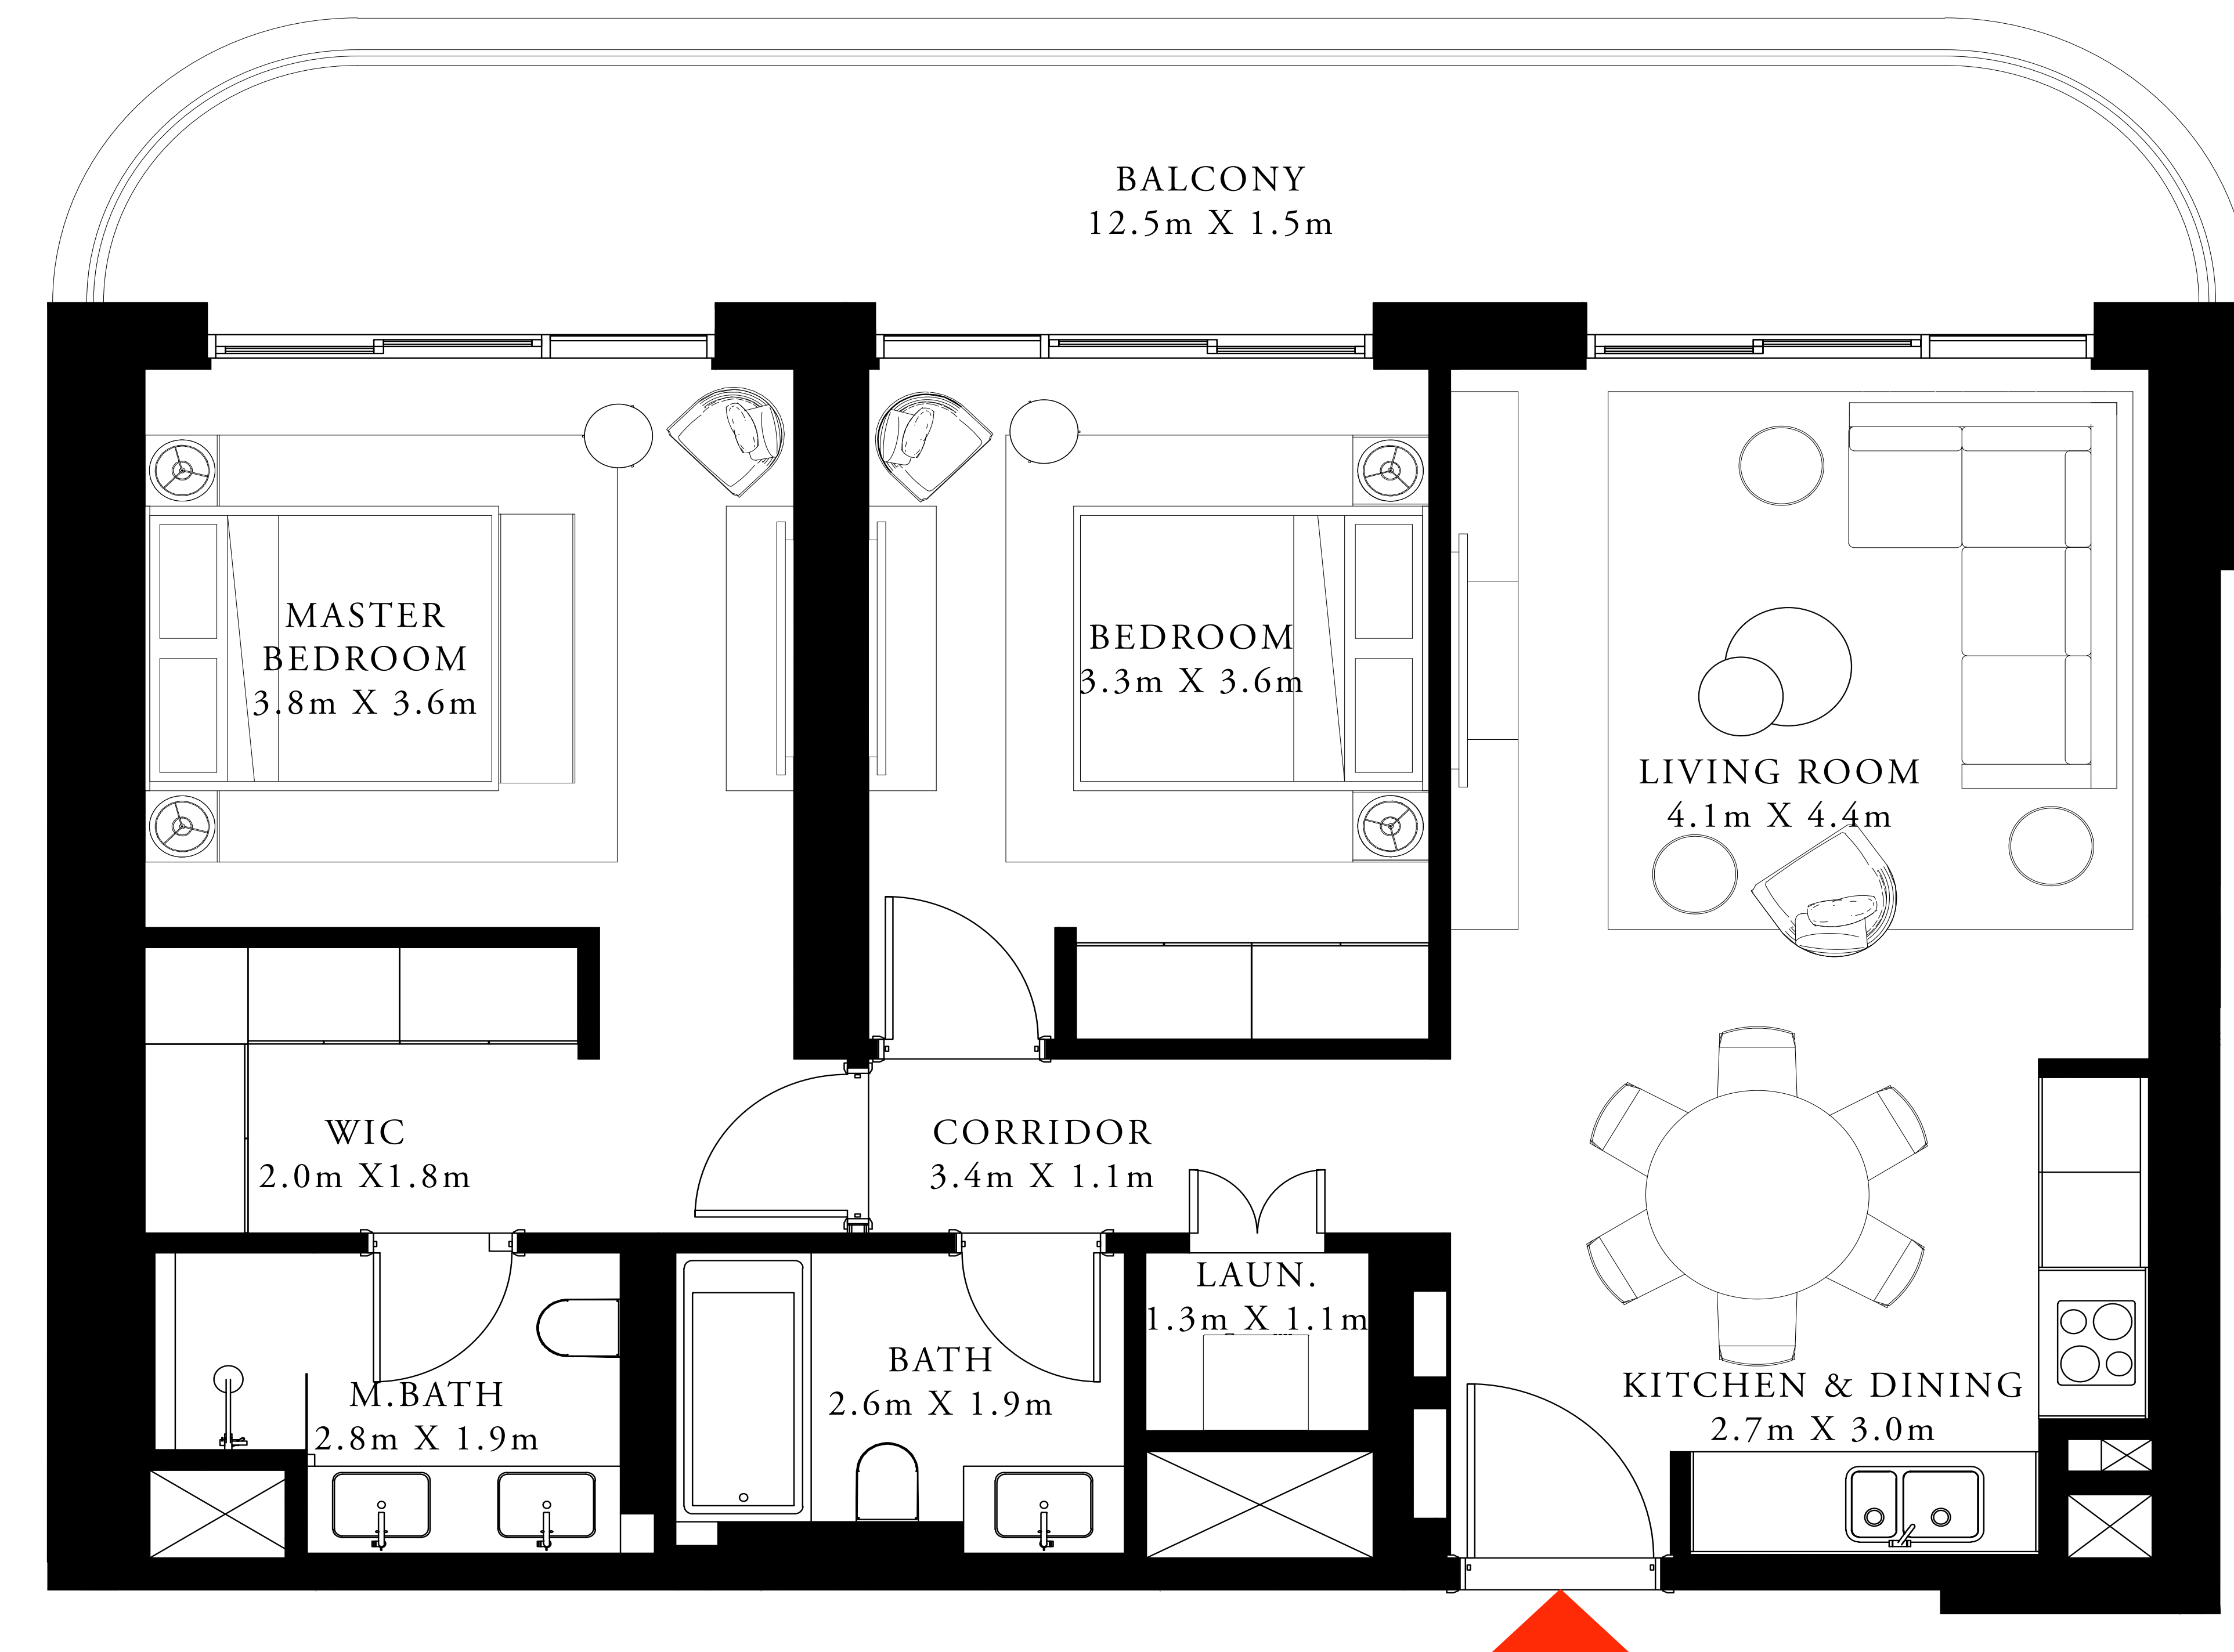 BALCONY
12.5m X 1.5m
MASTER
BEDROOM
3.8m X 3.6m
BEDROOM
3.3m X 3.6m
LIVING ROOM
4.1m X 4.4m
WIC
2.0m X1.8m
CORRIDOR
3.4m X 1.1m
LAUN.
1.3m X 1.1m
M.BATH
2.8m X 1.9m
BATH
2.6m X 1.9m
KITCHEN & DINING
2.7m X 3.0m